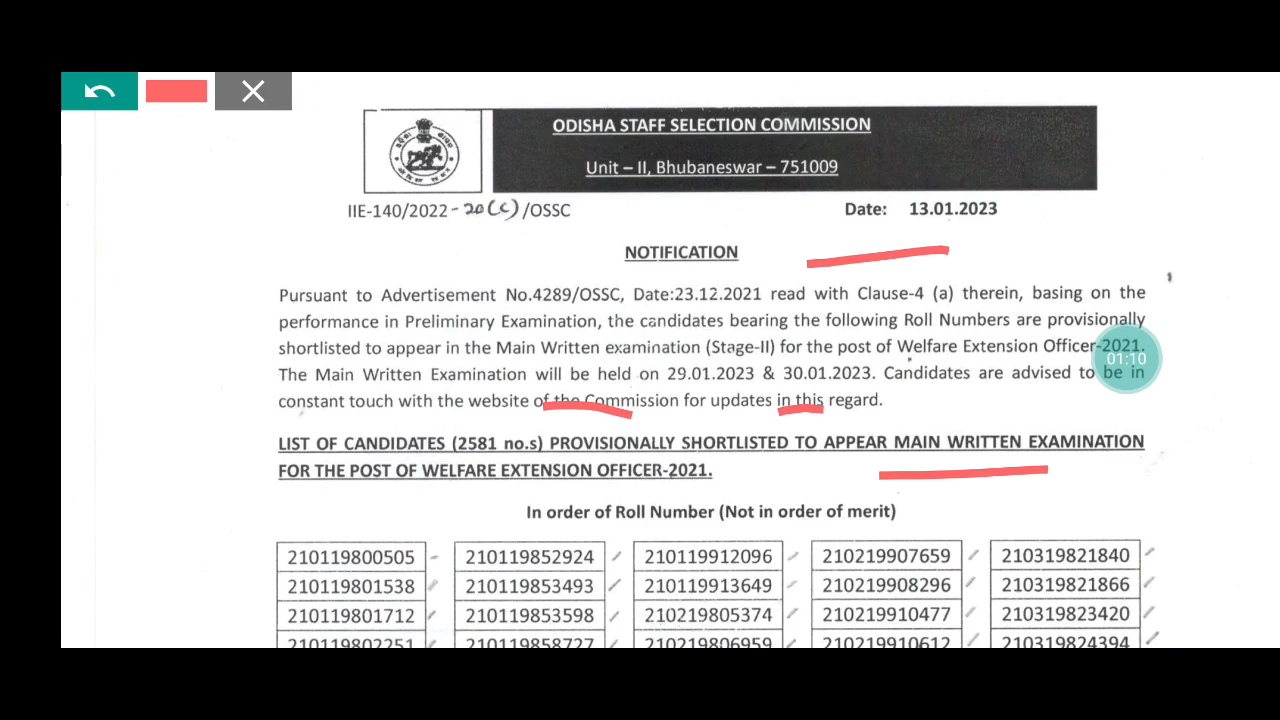 ODISHA STAFF SELECTION COMMISSION
Unit – II, Bhubaneswar – 751009
IIE-140/2022-20(C)/OSSC Date: 13.01.2023
NOTIFICATION
Pursuant to Advertisement No.4289/OSSC, Date:23.12.2021 read with Clause-4 (a) therein, basing on the
performance in Preliminary Examination, the candidates bearing the following Roll Numbers are provisionally
shortlisted to appear in the Main Written examination (Stage-II) for the post of Welfare Extension Officer-2021.
The Main Written Examination will be held on 29.01.2023 & 30.01.2023. Candidates are advised to be in
constant touch with the website of the Commission for updates in this regard.
01:10
LIST OF CANDIDATES (2581 no.s) PROVISIONALLY SHORTLISTED TO APPEAR MAIN WRITTEN EXAMINATION
FOR THE POST OF WELFARE EXTENSION OFFICER-2021.
In order of Roll Number (Not in order of merit)
210119800505 210119852924 210119912096 210219907659 210319821840
210119801538 210119853493 210119913649 210219908296 210319821866
210119801712 210119853598 210219805374 210219910477 210319823420
210119802251 210119858727 210219806959 210219910612 210319824394